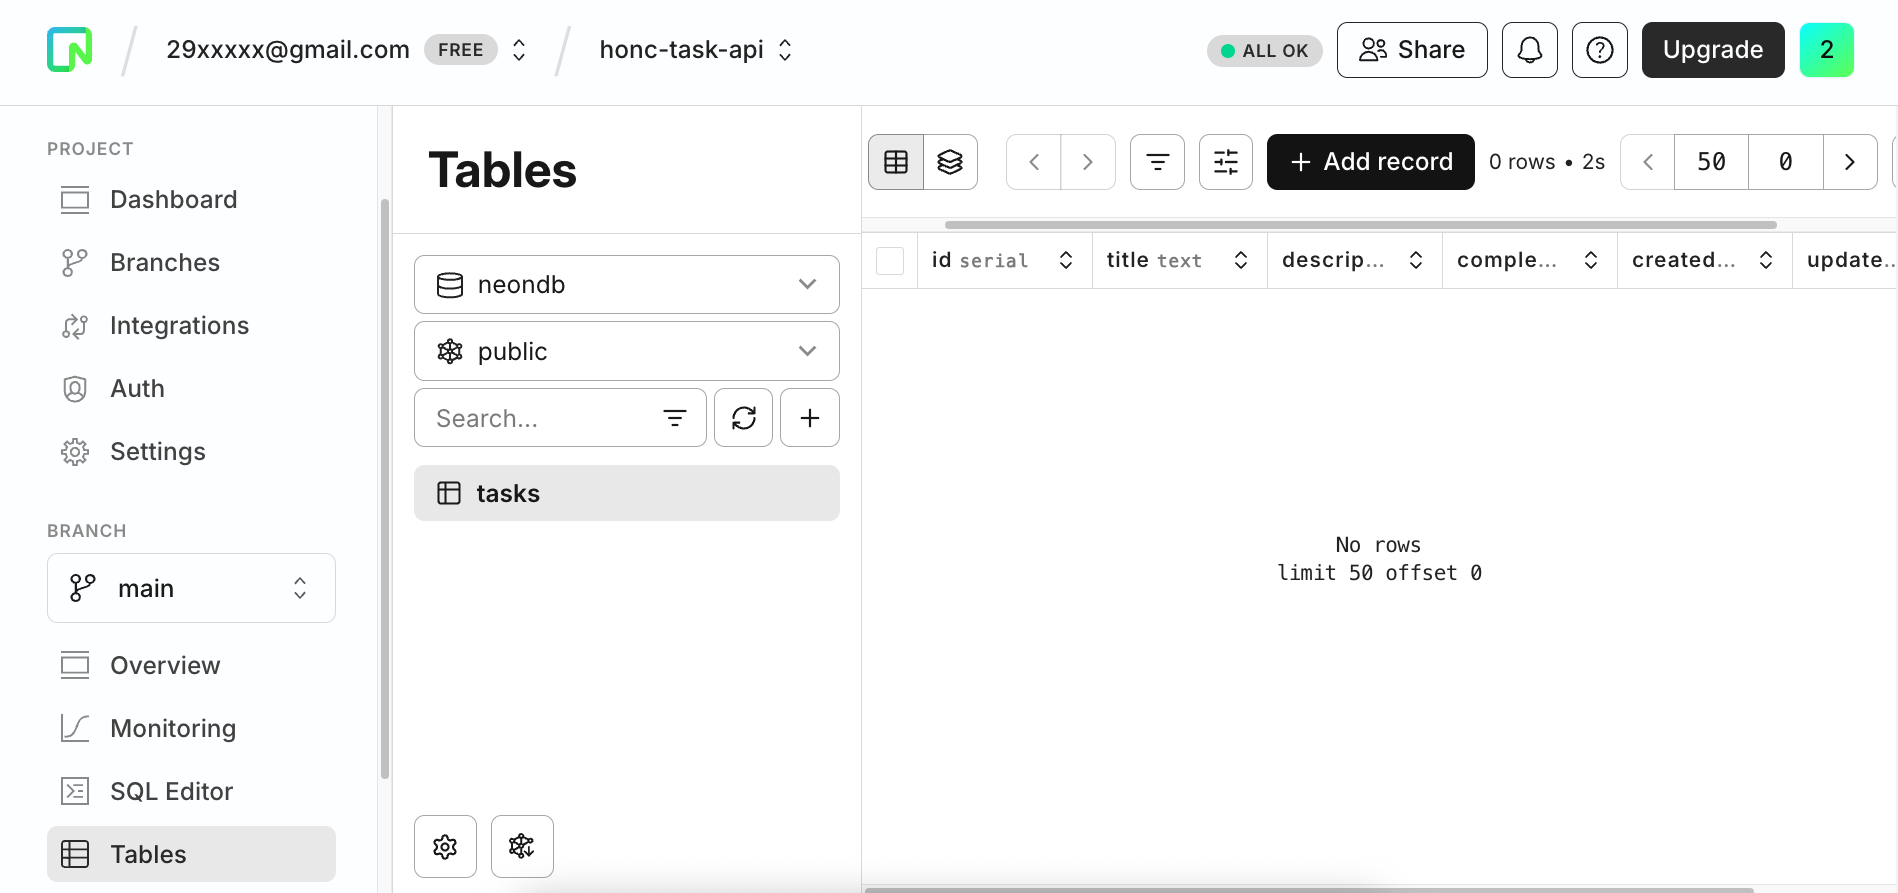 29xxxxx@gmail.com FREE honc-task-api ALL OK Share Upgrade 2
PROJECT
Dashboard
Branches
Integrations
Auth
Settings
BRANCH
main
Overview
Monitoring
SQL Editor
Tables
Tables
neondb
public
Search...
tasks
Add record 0 rows • 2s 50 0
id serial title text descrip... comple... created... update...
No rows
limit 50 offset 0